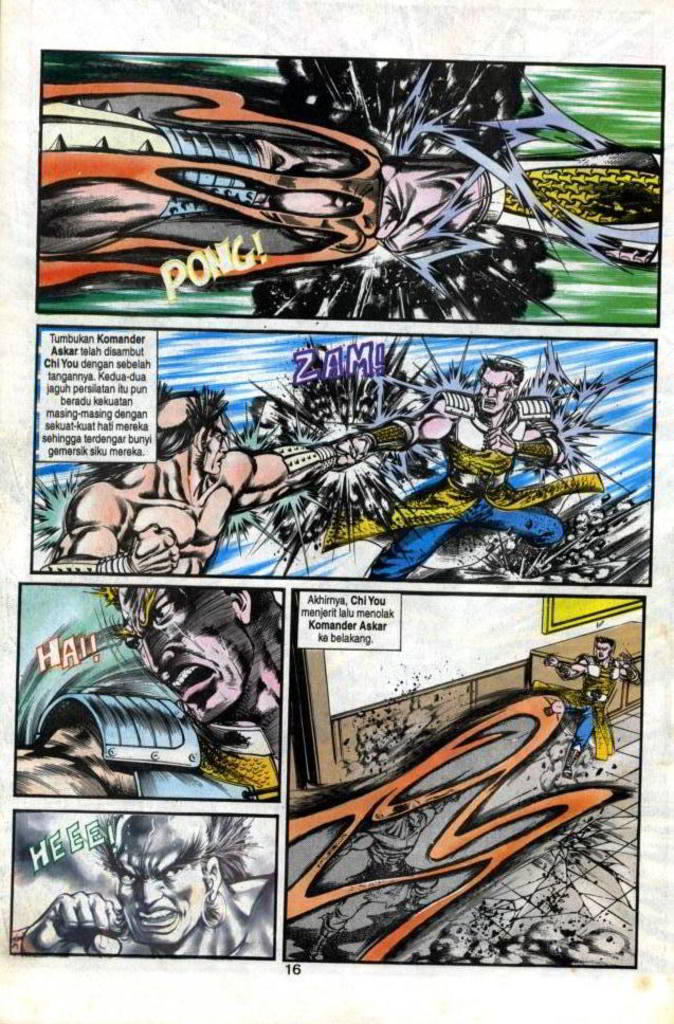 PONG!
Tumbukan Komander
Askar telah disambut
Chi You dengan sebelah
tangannya. Kedua-dua
jaguh persilatan itu pun
beradu kekuatan
masing-masing dengan
sekuat-kuat hati mereka
sehingga terdengar bunyi
gemersik siku mereka.
ZAM!
HA!!
Akhirnya, Chi You
menjerit lalu menolak
Komander Askar
ke belakang.
HEEE!
16